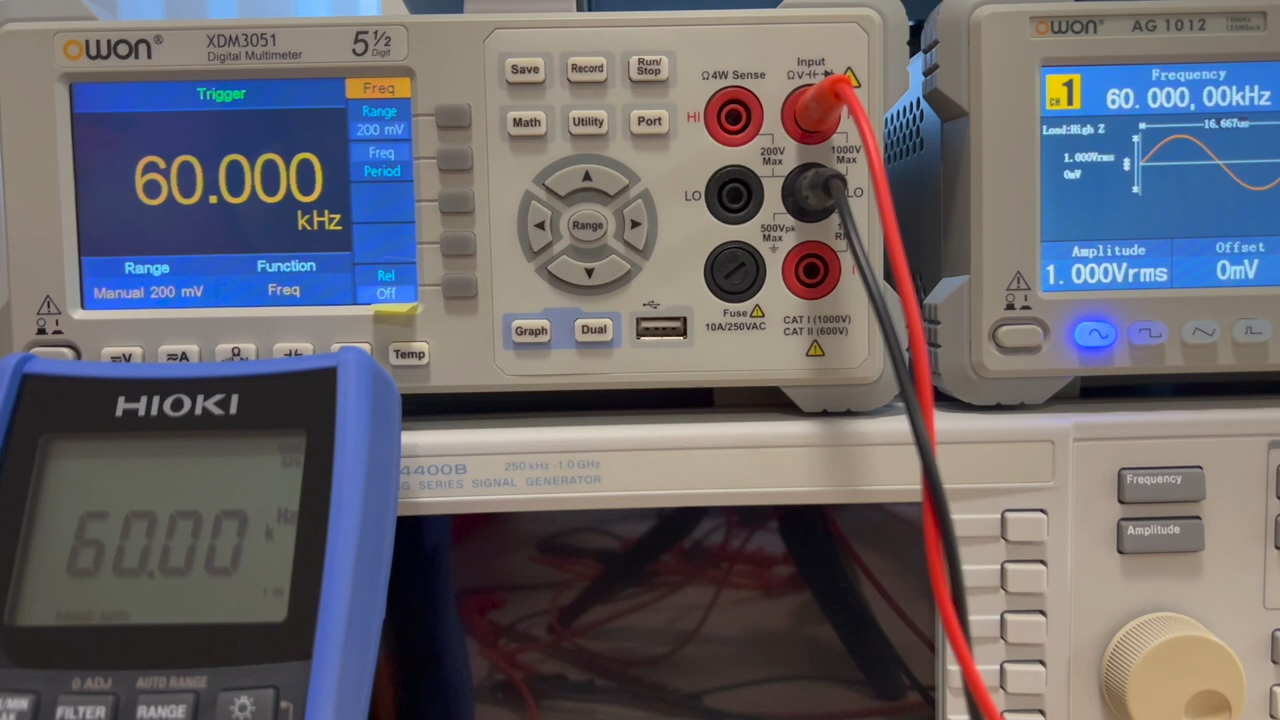 owon®
XDM3051
Digital Multimeter
5 1/2
Digit
Trigger
60.000
kHz
Range
Function
Manual 200 mV
Freq
Freq
Range
200 mV
Freq
Period
Rel
Off
Save
Record
Run/
Stop
Math
Utility
Port
Range
Graph
Dual
Temp
Ω4W Sense
Input
HI
200V
Max
1000V
Max
LO
LO
500Vpk
Max
Fuse
10A/250VAC
CAT I (1000V)
CAT II (600V)
owon®
AG 1012
CH 1
Frequency
60.000,00kHz
Load:High Z
16.667us
1.000Vrms
0mV
Amplitude
Offset
1.000Vrms
0mV
HIOKI
60.00
Hz
k
0 ADJ
AUTO RANGE
FILTER
RANGE
4400B
250 kHz - 1.0 GHz
SERIES SIGNAL GENERATOR
Frequency
Amplitude